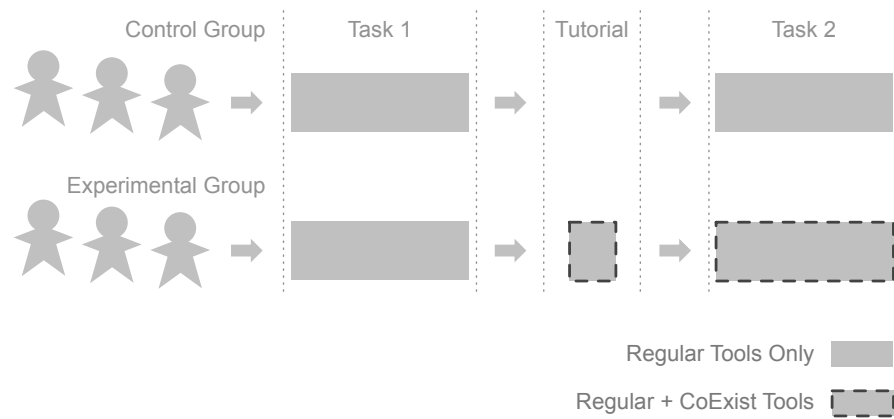 Control Group
Task 1
Tutorial
Task 2
Experimental Group
Regular Tools Only
Regular + CoExist Tools